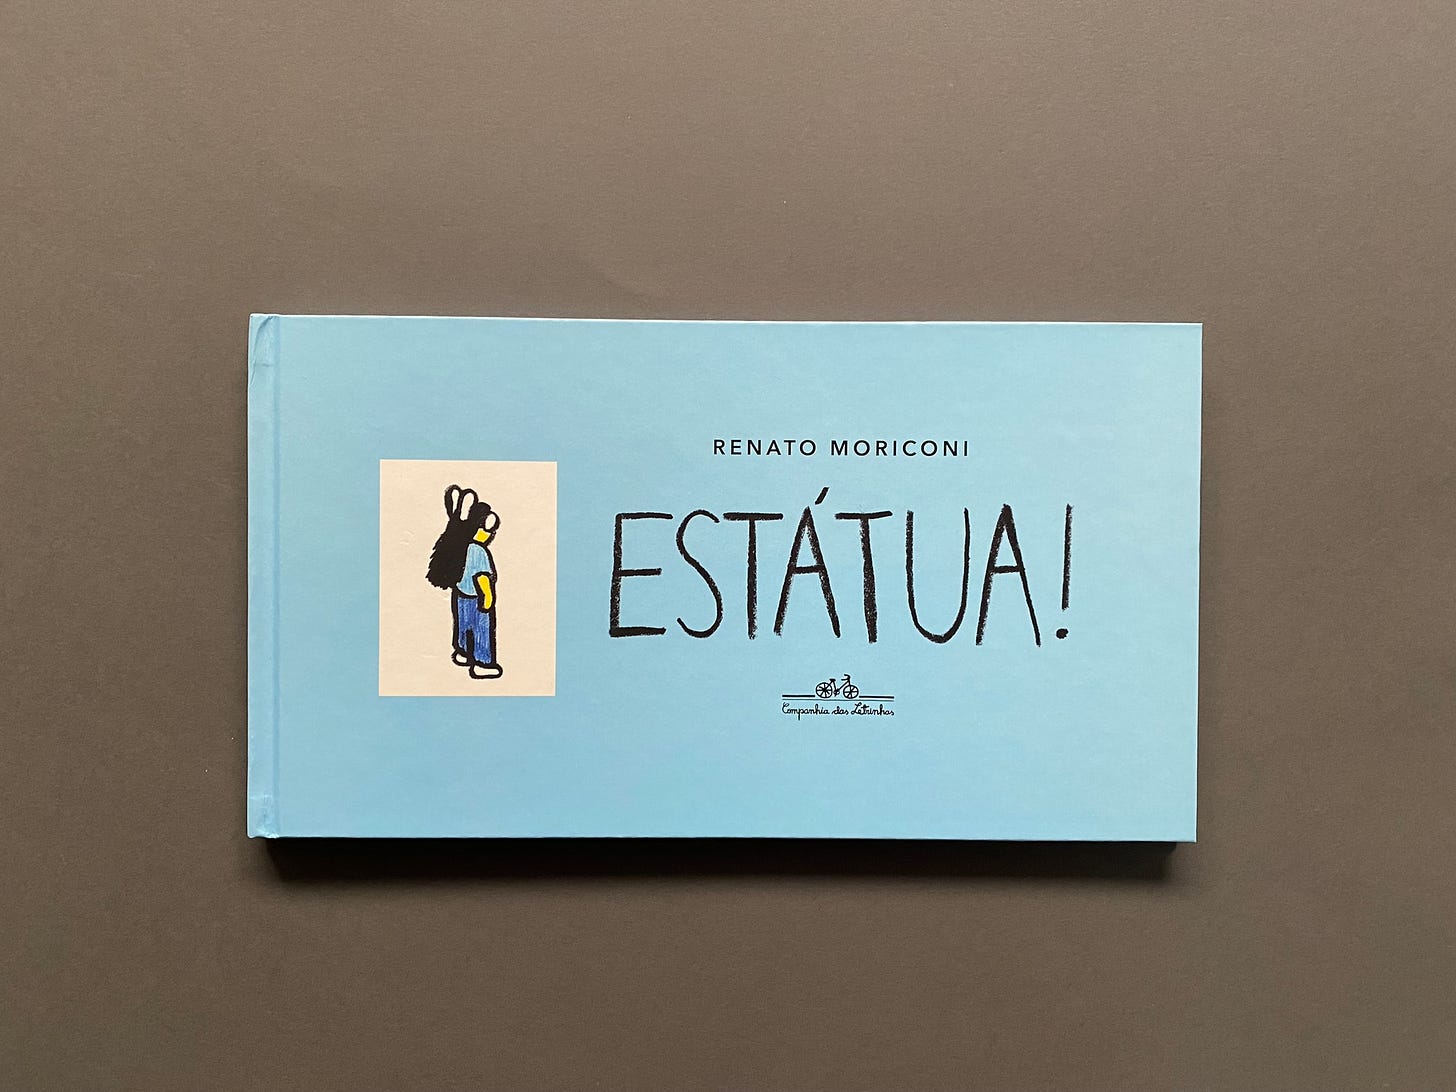 RENATO MORICONI
ESTÁTUA!
Companhia das Letrinhas